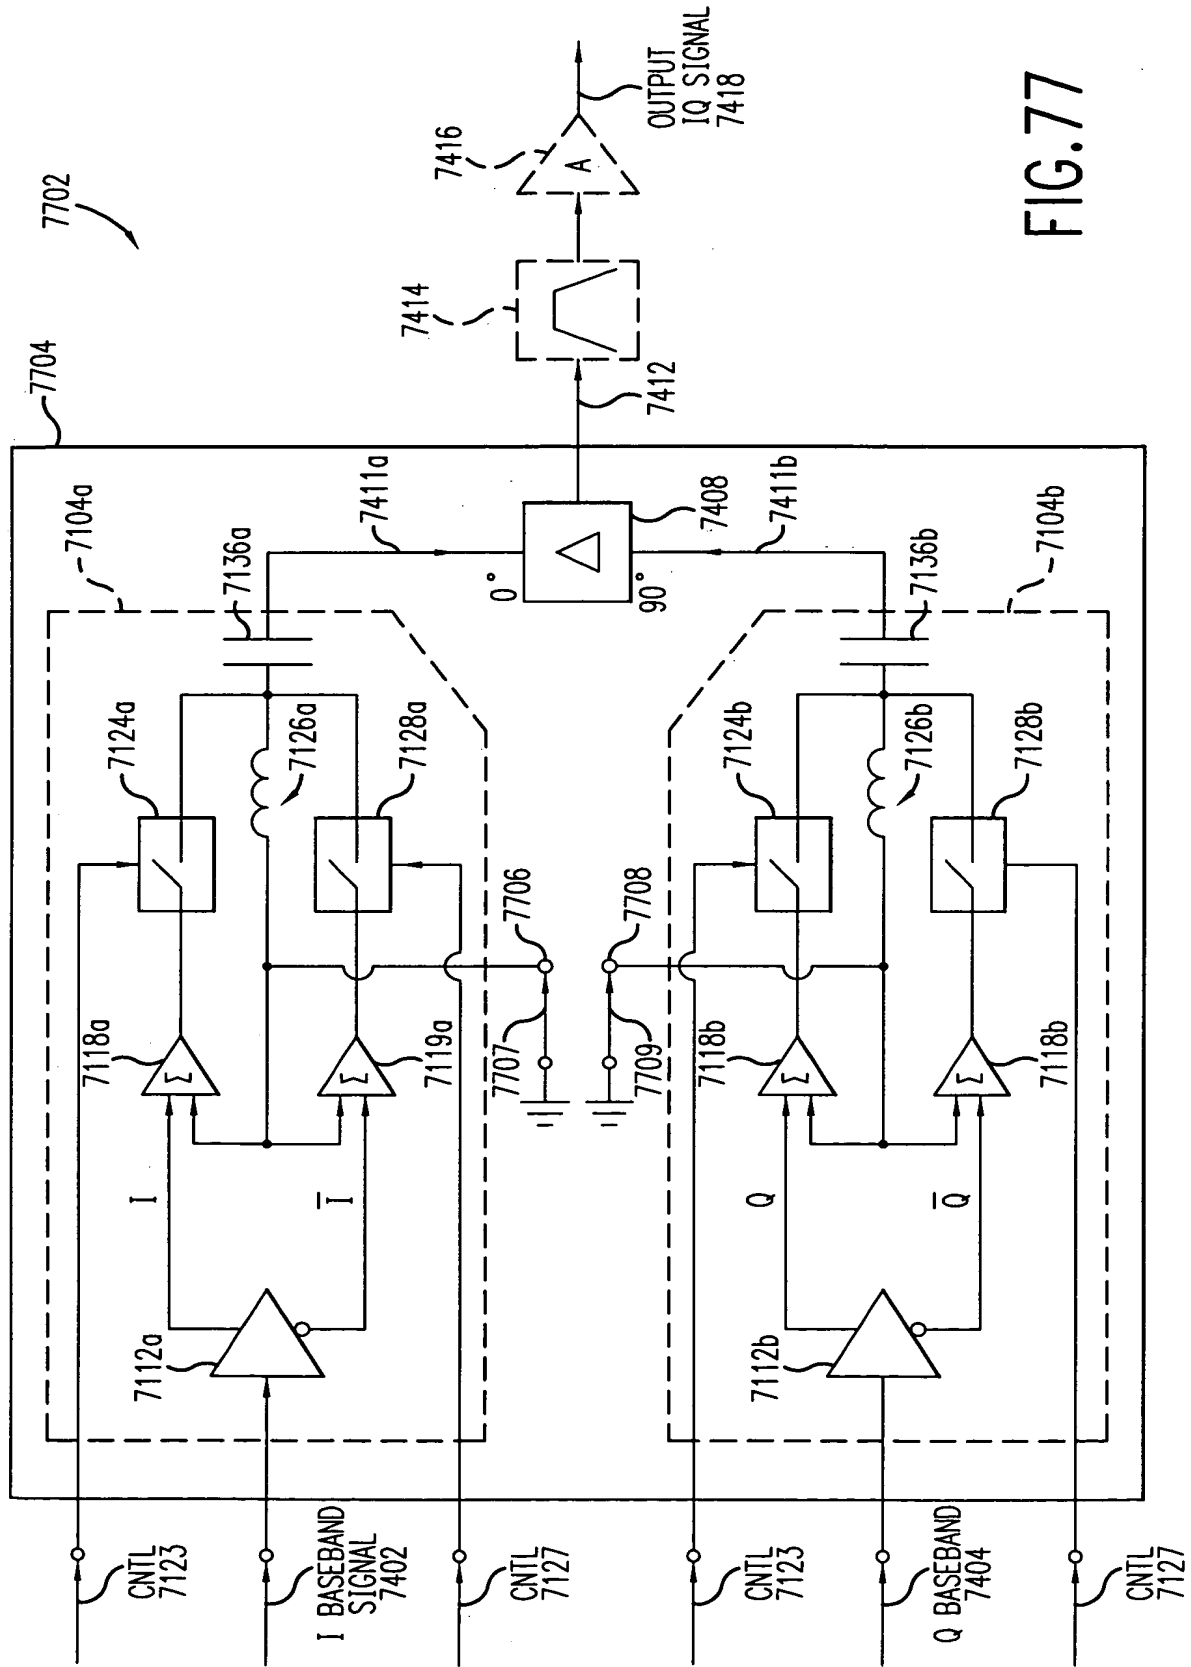 7702
7704
7104a
7136a
7124a
7126a
7128a
7118a
7119a
7112a
I
I̅
CNTL
7123
I BASEBAND
SIGNAL
7402
CNTL
7127
7706
7707
7708
7709
7411a
0°
7408
90°
7411b
7412
7414
7416
A
OUTPUT
IQ SIGNAL
7418
Σ
Σ
7104b
7136b
7124b
7126b
7128b
7118b
7118b
Σ
Σ
7112b
Q
Q̅
CNTL
7123
Q BASEBAND
7404
CNTL
7127
FIG.77